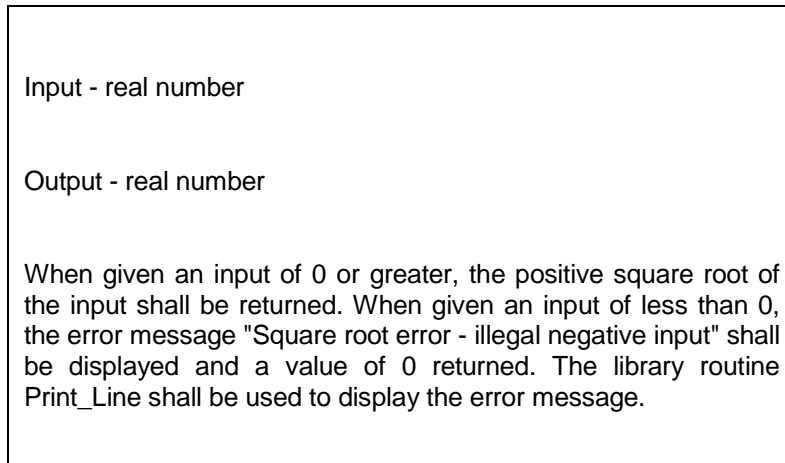 Input - real number
Output - real number
When given an input of 0 or greater, the positive square root of
the input shall be returned. When given an input of less than 0,
the error message "Square root error - illegal negative input" shall
be displayed and a value of 0 returned. The library routine
Print_Line shall be used to display the error message.